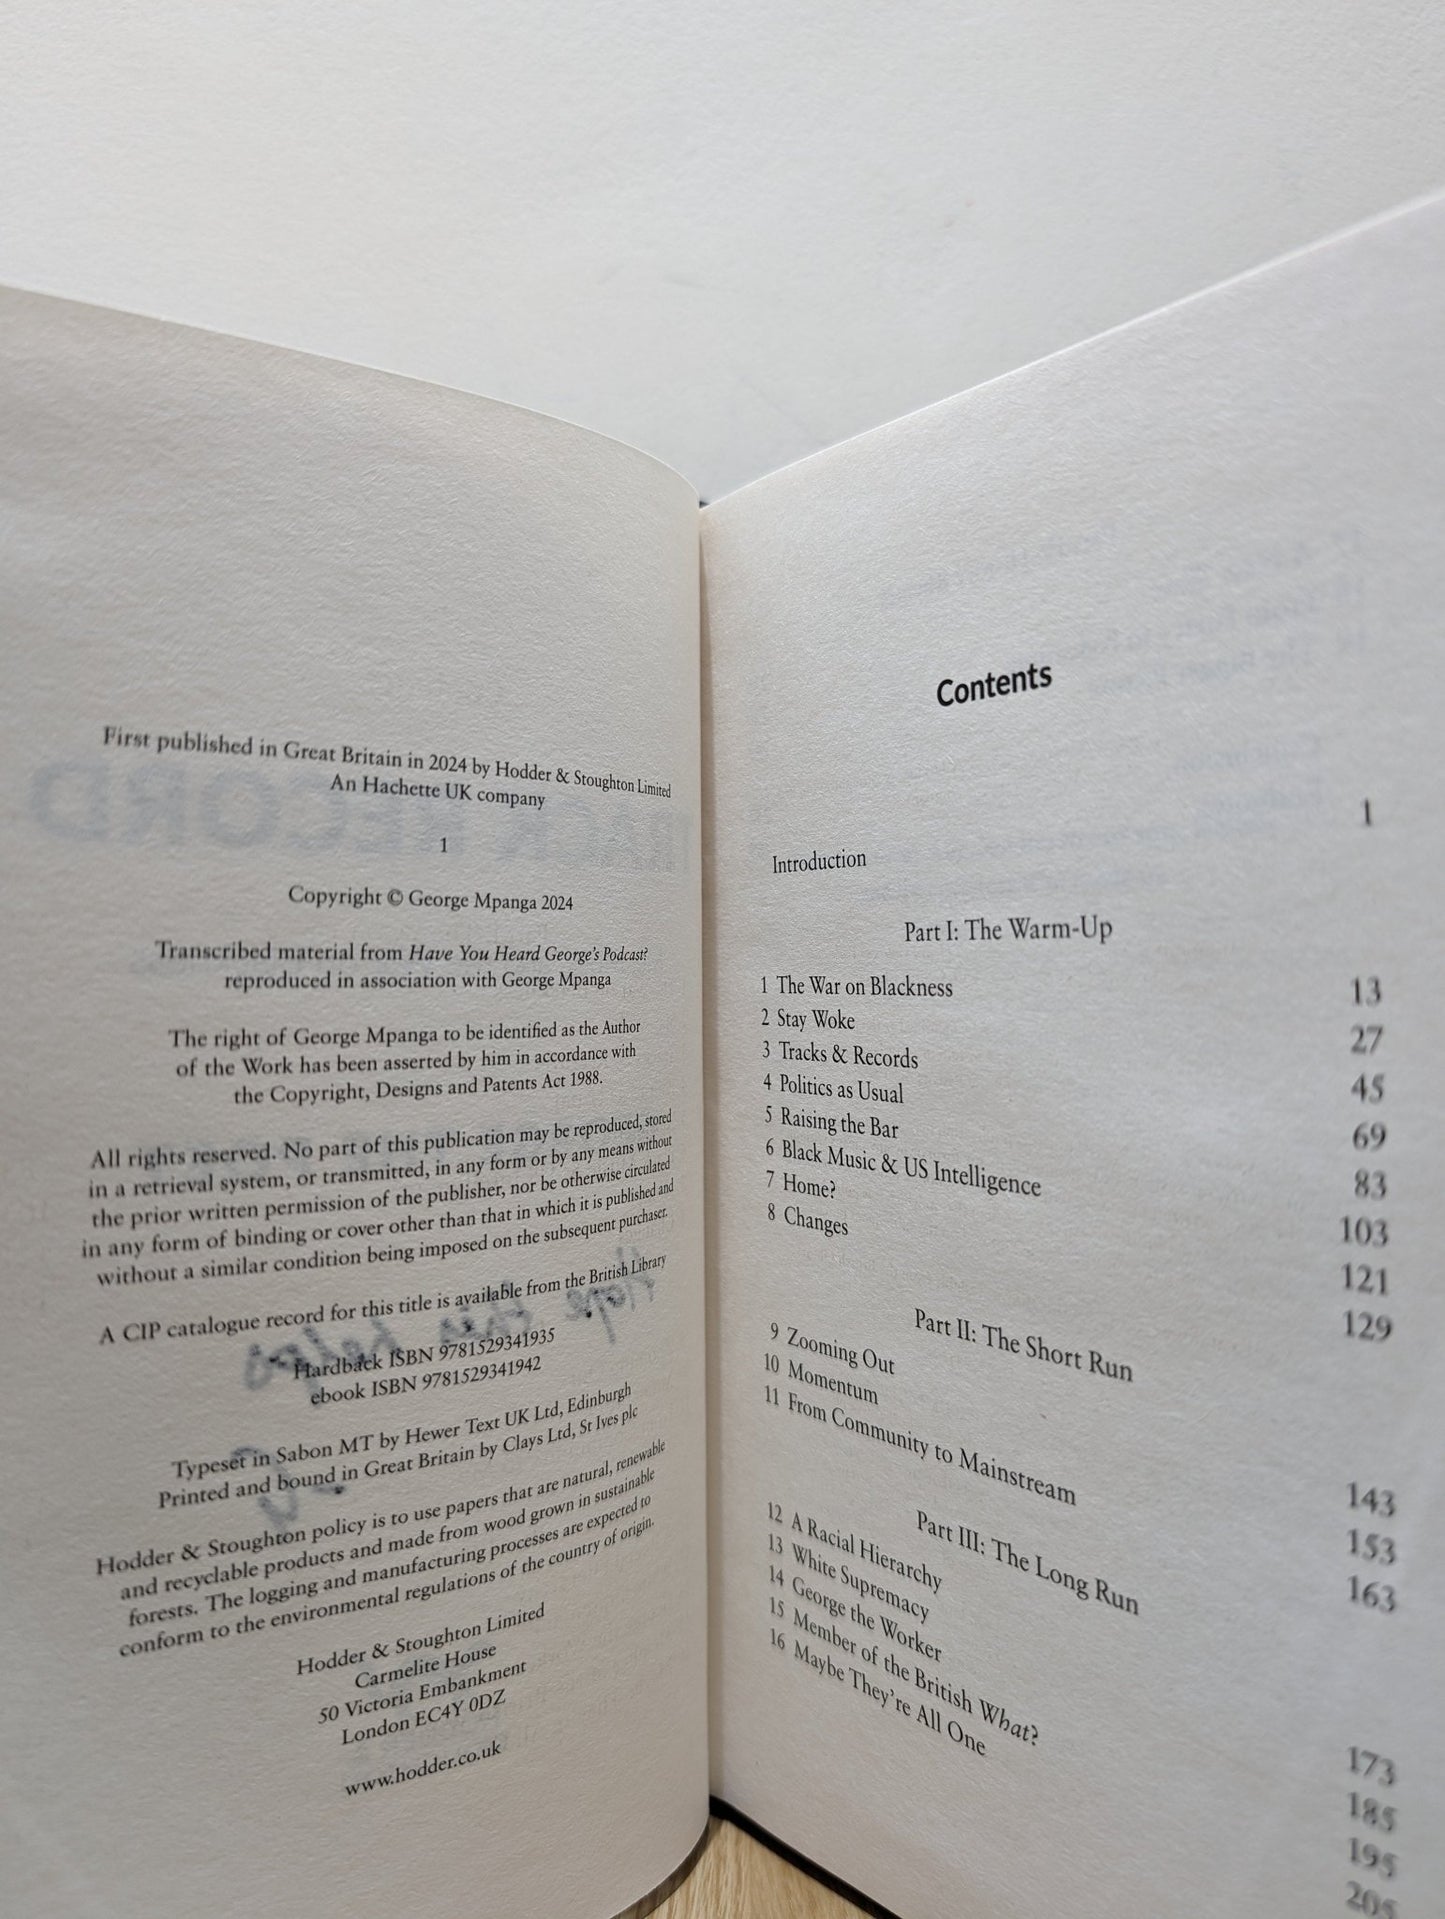 First published in Great Britain in 2024 by Hodder & Stoughton Limited
An Hachette UK company
1
Copyright © George Mpanga 2024
Transcribed material from Have You Heard George's Podcast?
reproduced in association with George Mpanga
The right of George Mpanga to be identified as the Author
of the Work has been asserted by him in accordance with
the Copyright, Designs and Patents Act 1988.
All rights reserved. No part of this publication may be reproduced, stored
in a retrieval system, or transmitted, in any form or by any means without
the prior written permission of the publisher, nor be otherwise circulated
in any form of binding or cover other than that in which it is published and
without a similar condition being imposed on the subsequent purchaser.
A CIP catalogue record for this title is available from the British Library
Hardback ISBN 9781529341935
ebook ISBN 9781529341942
Typeset in Sabon MT by Hewer Text UK Ltd, Edinburgh
Printed and bound in Great Britain by Clays Ltd, St Ives plc
Hodder & Stoughton policy is to use papers that are natural, renewable
and recyclable products and made from wood grown in sustainable
forests. The logging and manufacturing processes are expected to
conform to the environmental regulations of the country of origin.
Hodder & Stoughton Limited
Carmelite House
50 Victoria Embankment
London EC4Y 0DZ
www.hodder.co.uk
Contents
Introduction 1
Part I: The Warm-Up
1 The War on Blackness 13
2 Stay Woke 27
3 Tracks & Records 45
4 Politics as Usual 69
5 Raising the Bar 83
6 Black Music & US Intelligence 103
7 Home? 121
8 Changes 129
Part II: The Short Run
9 Zooming Out 143
10 Momentum 153
11 From Community to Mainstream 163
Part III: The Long Run
12 A Racial Hierarchy 173
13 White Supremacy 185
14 George the Worker 195
15 Member of the British What? 205
16 Maybe They're All One